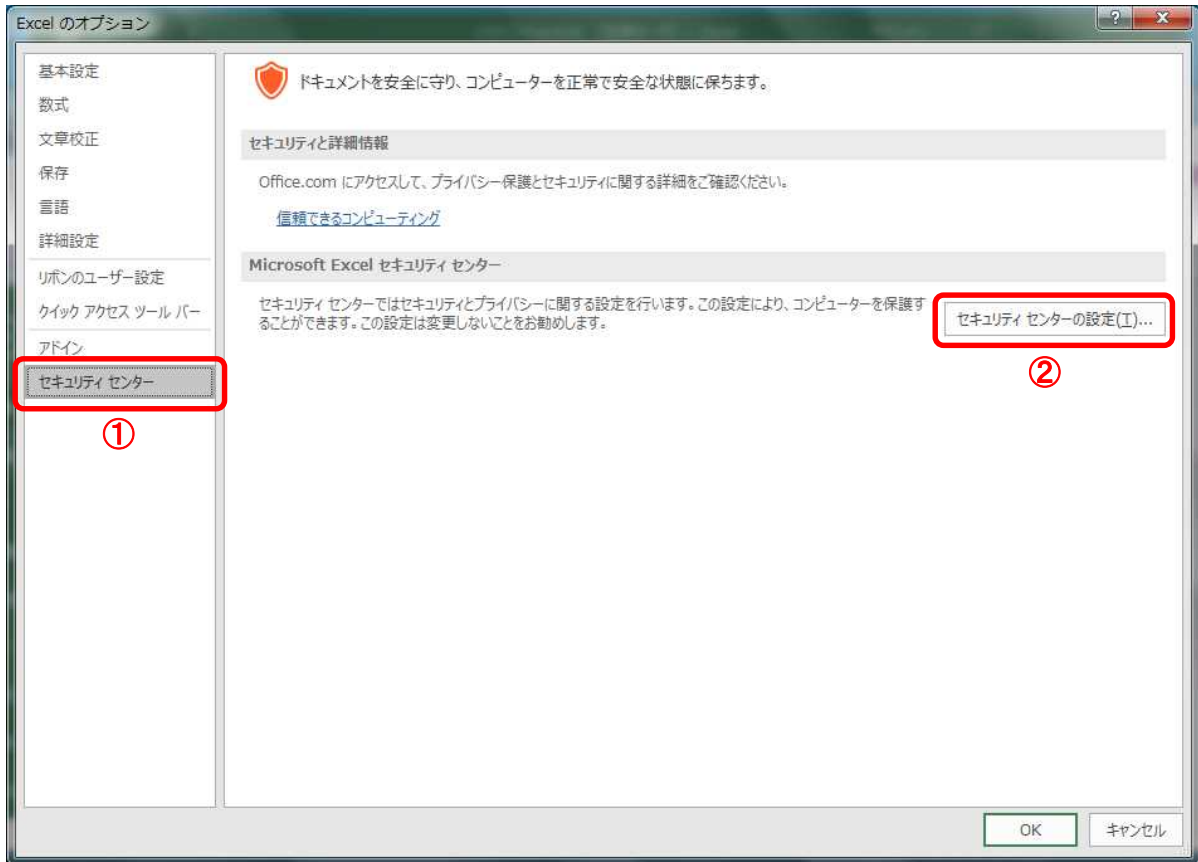 Excel のオプション
?
x
基本設定
数式
文章校正
保存
言語
詳細設定
リボンのユーザー設定
クイック アクセス ツール バー
アドイン
セキュリティ センター
①
ドキュメントを安全に守り、コンピューターを正常で安全な状態に保ちます。
セキュリティと詳細情報
Office.com にアクセスして、プライバシー保護とセキュリティに関する詳細をご確認ください。
信頼できるコンピューティング
Microsoft Excel セキュリティ センター
セキュリティ センターではセキュリティとプライバシーに関する設定を行います。この設定により、コンピューターを保護す
ることができます。この設定は変更しないことをお勧めします。
セキュリティ センターの設定(T)...
②
OK
キャンセル